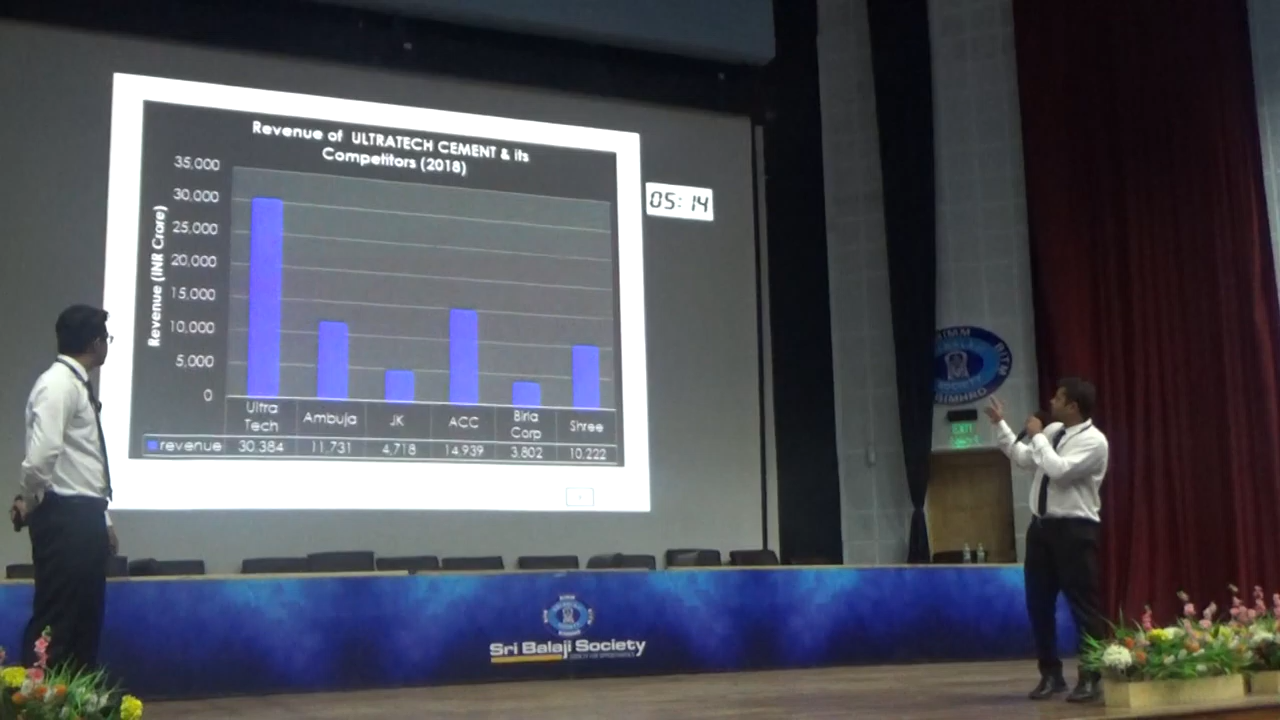 Revenue of ULTRATECH CEMENT & its
Competitors (2018)
Revenue (INR Crore)
35,000
30,000
25,000
20,000
15,000
10,000
5,000
0
Ultra Tech Ambuja JK ACC Birla Corp Shree
revenue 30,384 11,731 4,718 14,939 3,802 10,222
05:14
EXIT
Sri Balaji Society